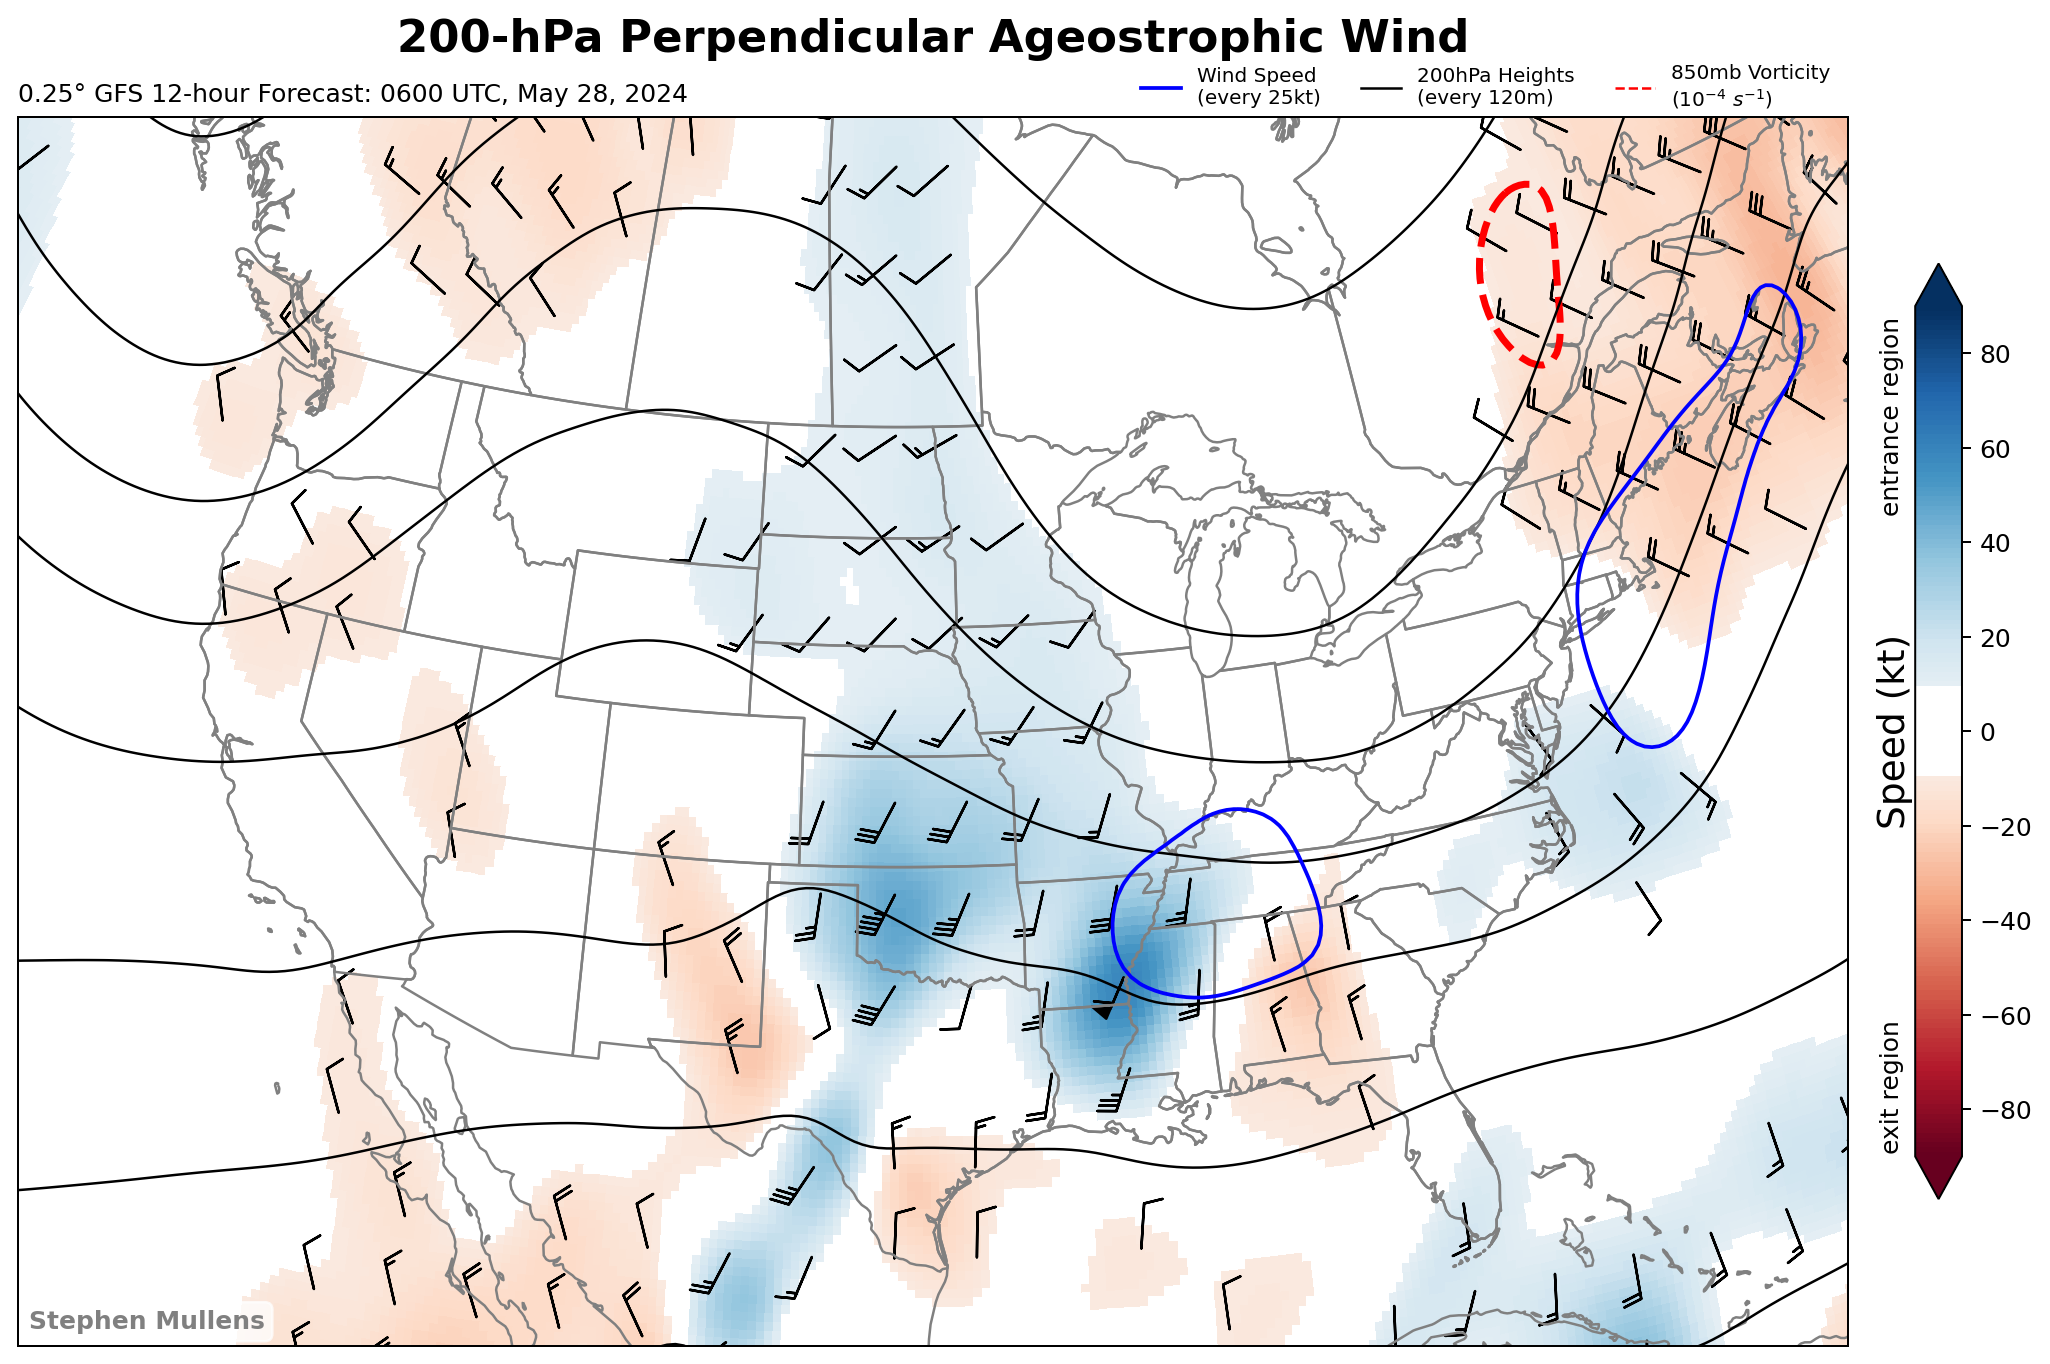 200-hPa Perpendicular Ageostrophic Wind
0.25° GFS 12-hour Forecast: 0600 UTC, May 28, 2024
Wind Speed
(every 25kt)
200hPa Heights
(every 120m)
850mb Vorticity
(10⁻⁴ s⁻¹)
entrance region
Speed (kt)
exit region
80
60
40
20
0
−20
−40
−60
−80
Stephen Mullens